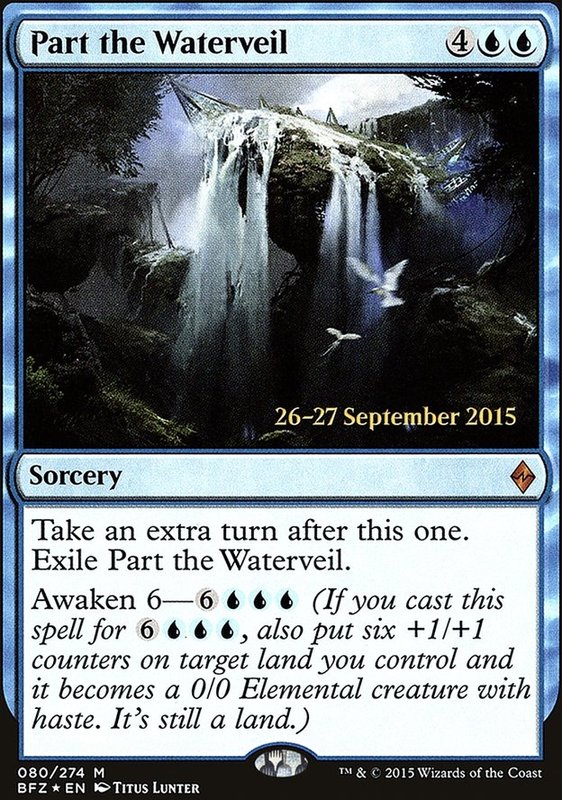 Part the Waterveil 4
26–27 September 2015
Sorcery
Take an extra turn after this one.
Exile Part the Waterveil.
Awaken 6—6 (If you cast this
spell for 6, also put six +1/+1
counters on target land you control and
it becomes a 0/0 Elemental creature with
haste. It's still a land.)
080/274 M
BFZ ★ EN Titus Lunter
™ & © 2015 Wizards of the Coast